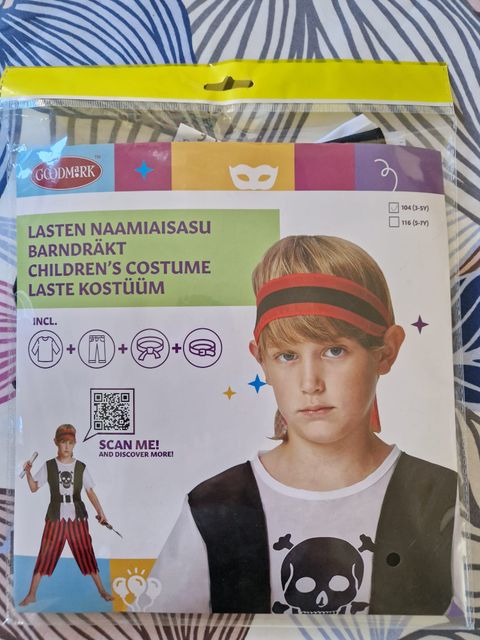 GOODMARK
™
104 (3-5Y)
116 (5-7Y)
LASTEN NAAMIAISASU
BARNDRÄKT
CHILDREN'S COSTUME
LASTE KOSTÜÜM
INCL.
+ + +
SCAN ME!
AND DISCOVER MORE!